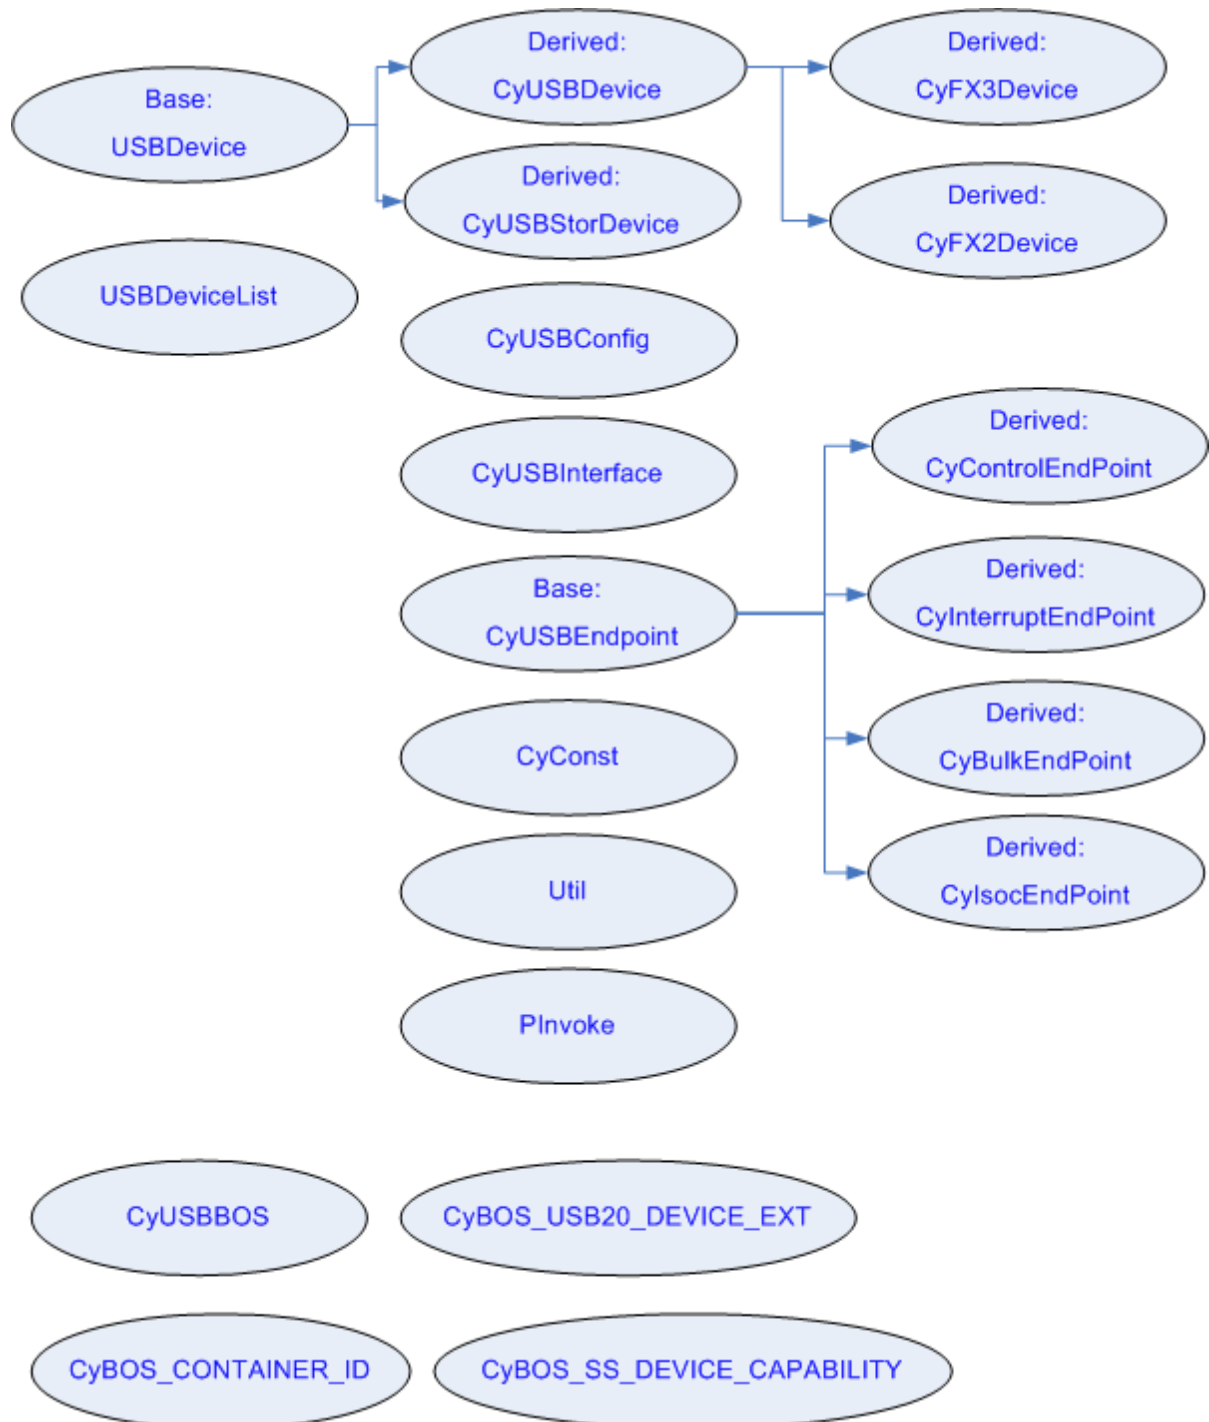 Base:
USBDevice
Derived:
CyUSBDevice
Derived:
CyFX3Device
Derived:
CyUSBStorDevice
Derived:
CyFX2Device
USBDeviceList
CyUSBConfig
CyUSBInterface
Derived:
CyControlEndPoint
Base:
CyUSBEndpoint
Derived:
CyInterruptEndPoint
Derived:
CyBulkEndPoint
CyConst
Derived:
CyIsocEndPoint
Util
PInvoke
CyUSBBOS
CyBOS_USB20_DEVICE_EXT
CyBOS_CONTAINER_ID
CyBOS_SS_DEVICE_CAPABILITY